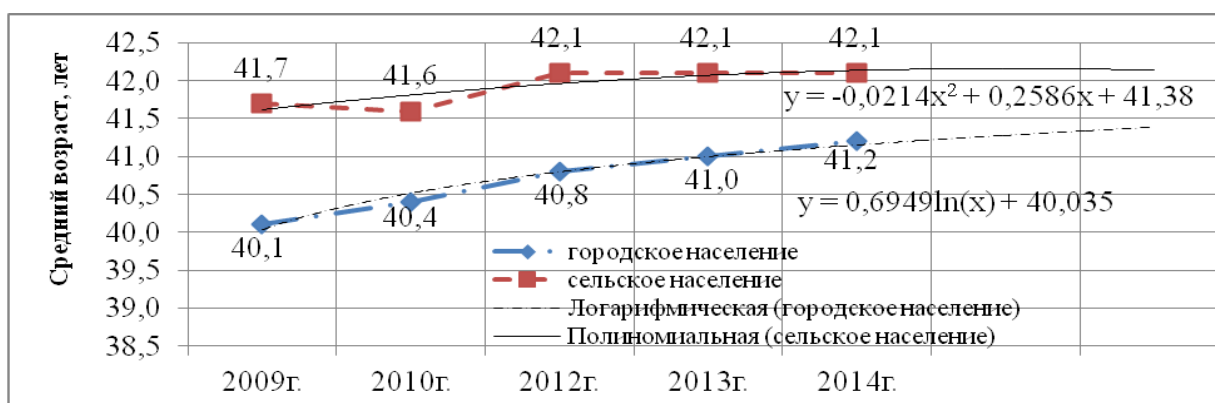 Средний возраст, лет
42,5
42,0
41,5
41,0
40,5
40,0
39,5
39,0
38,5
41,7
41,6
42,1
42,1
42,1
y = -0,0214x² + 0,2586x + 41,38
40,1
40,4
40,8
41,0
41,2
y = 0,6949ln(x) + 40,035
городское население
сельское население
Логарифмическая (городское население)
Полиномиальная (сельское население)
2009г. 2010г. 2012г. 2013г. 2014г.